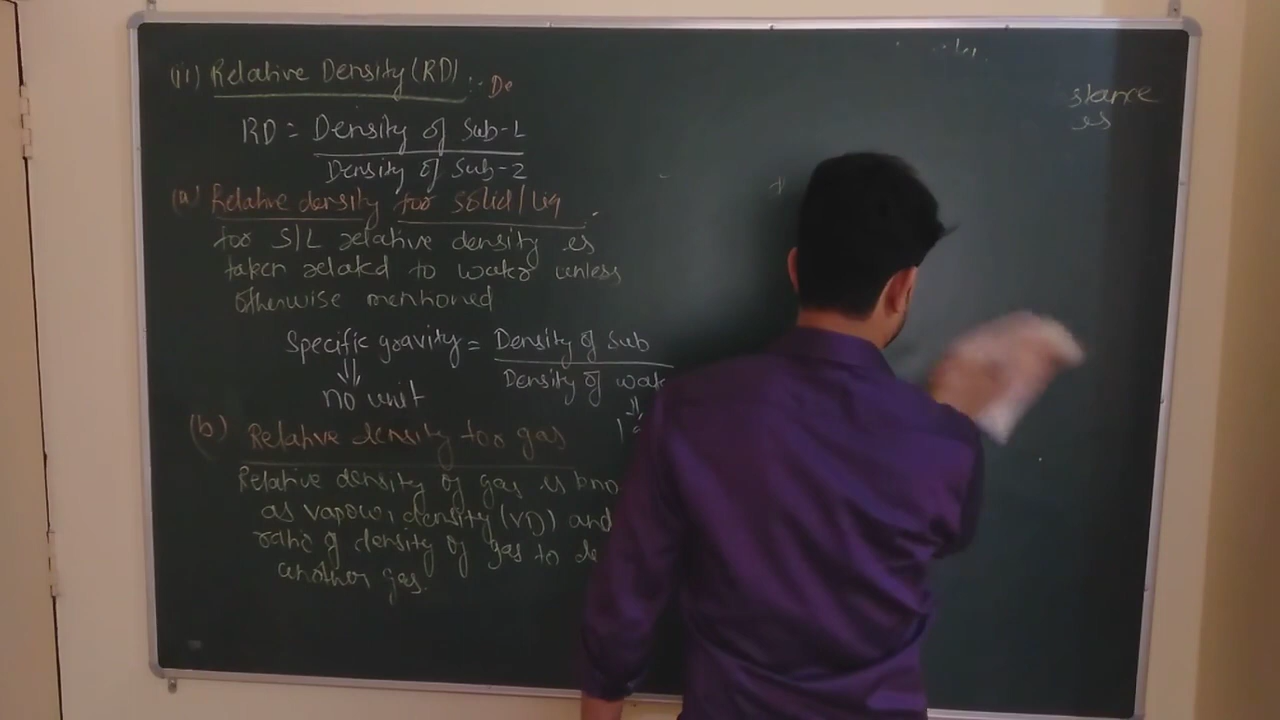 (ii) Relative Density (RD) :- De
RD = Density of Sub-1
Density of Sub-2
(a) Relative density for solid/Liq :-
for S/L relative density is
taken related to water unless
otherwise mentioned
Specific gravity = Density of Sub
Density of wat
⇓
no unit
(b) Relative density for gas
Relative density of gas is kno
as vapour density (VD) and
ratio of density of gas to de
another gas.
stance
is